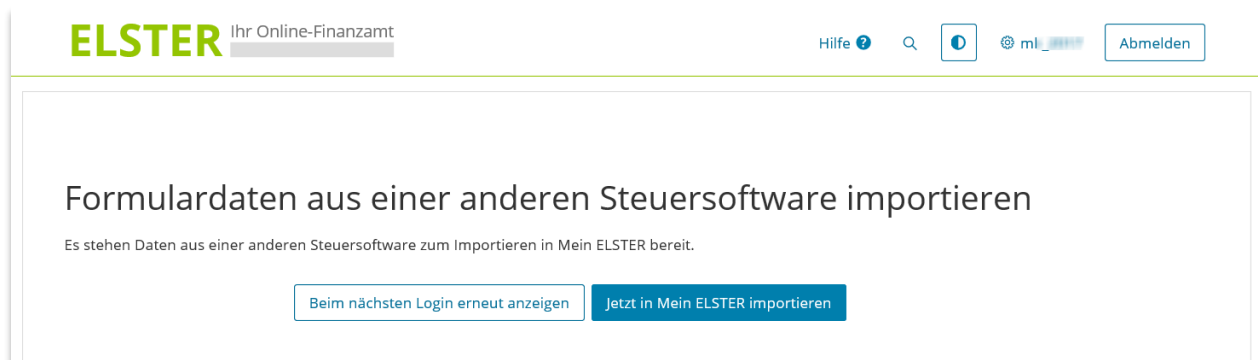 ELSTER Ihr Online-Finanzamt
Hilfe
Abmelden
Formulardaten aus einer anderen Steuersoftware importieren
Es stehen Daten aus einer anderen Steuersoftware zum Importieren in Mein ELSTER bereit.
Beim nächsten Login erneut anzeigen
Jetzt in Mein ELSTER importieren